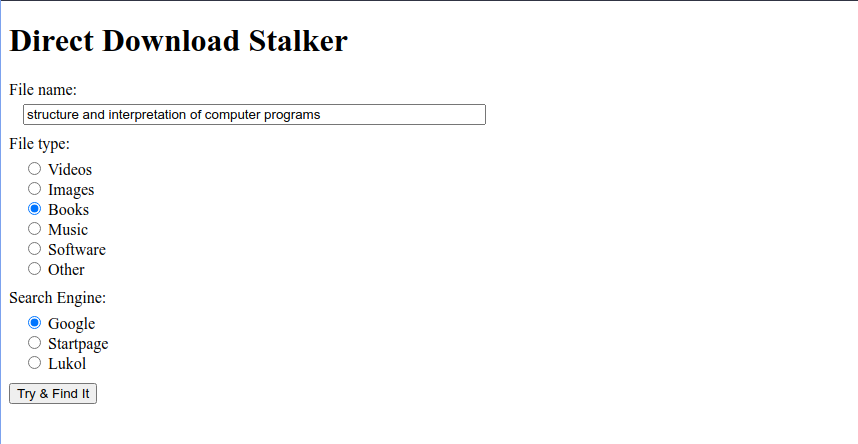 Direct Download Stalker
File name:
structure and interpretation of computer programs
File type:
Videos
Images
Books
Music
Software
Other
Search Engine:
Google
Startpage
Lukol
Try & Find It